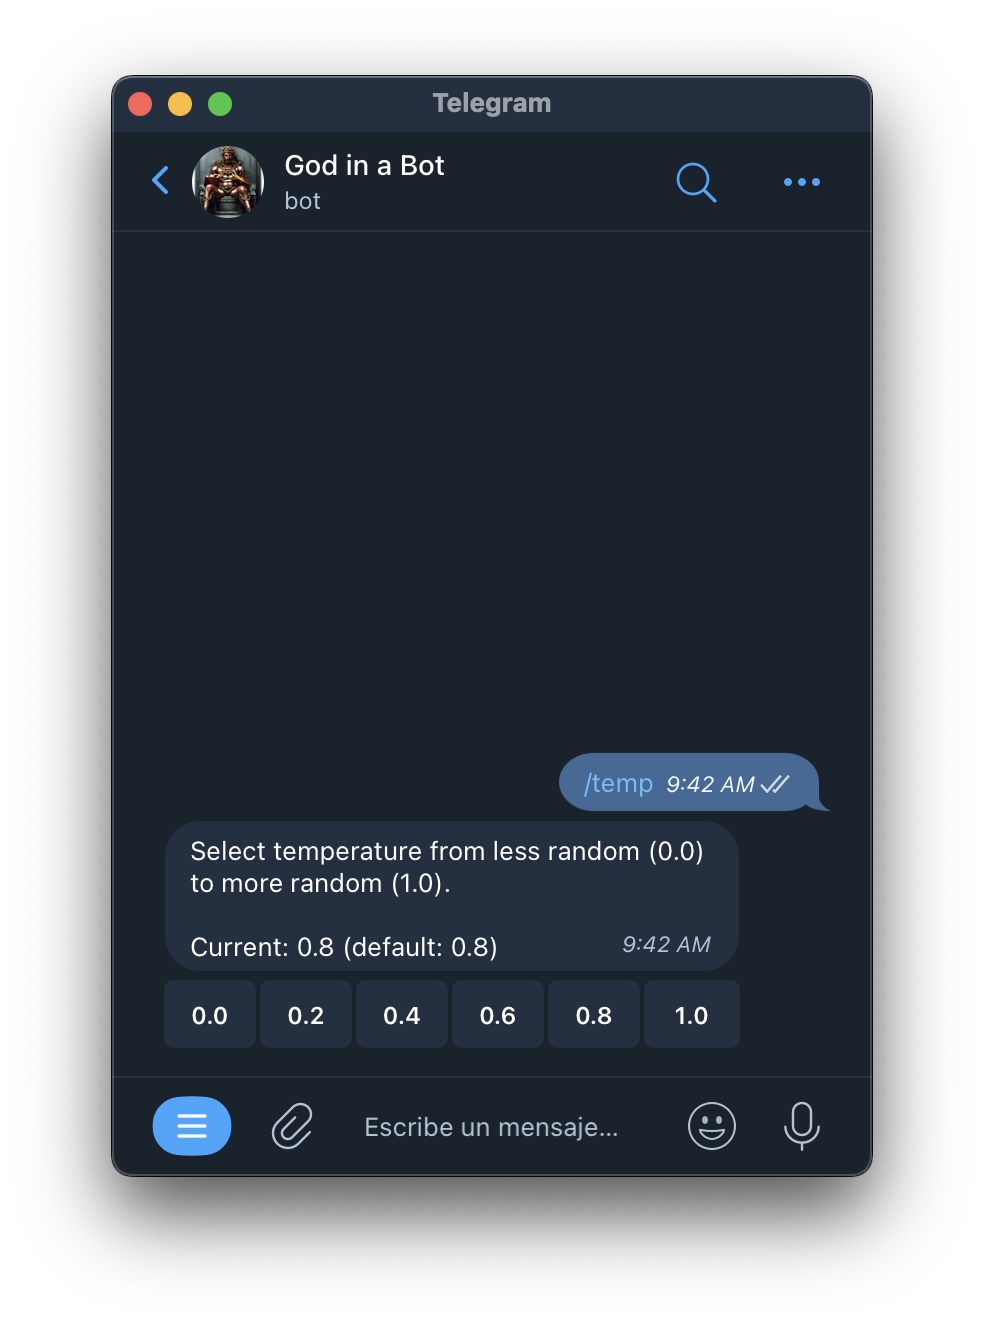 Telegram
God in a Bot
bot
/temp 9:42 AM
Select temperature from less random (0.0)
to more random (1.0).
Current: 0.8 (default: 0.8) 9:42 AM
0.0 0.2 0.4 0.6 0.8 1.0
Escribe un mensaje...